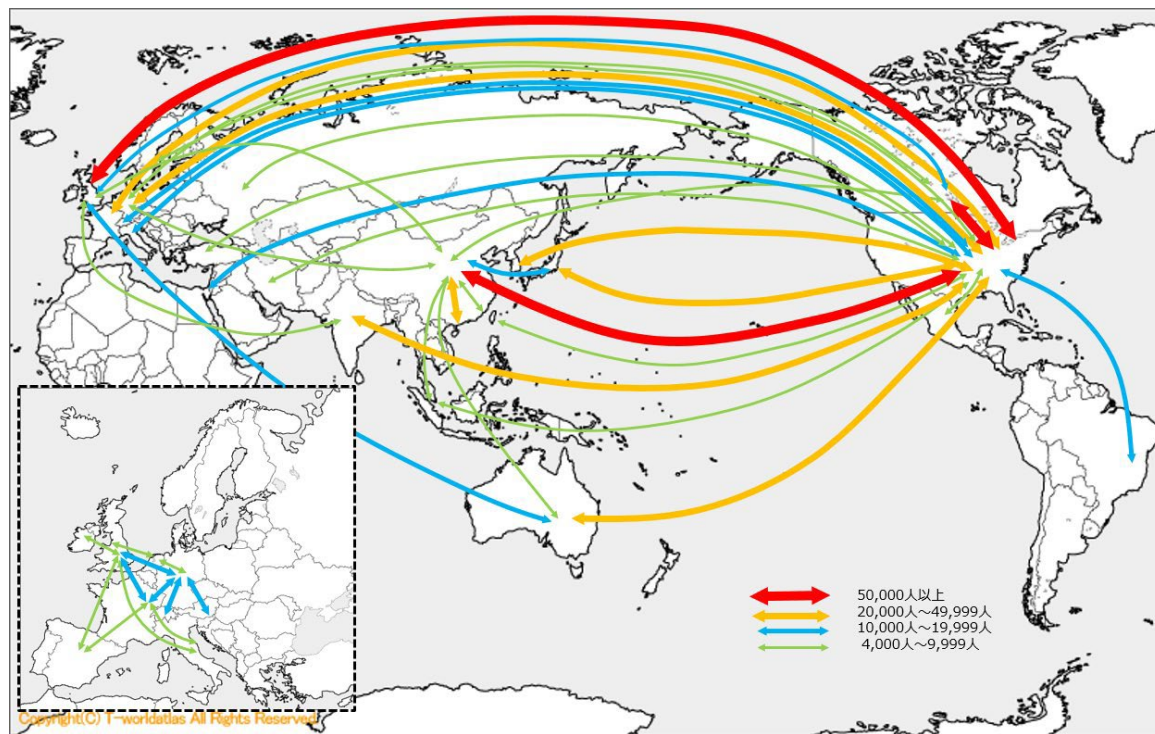 50,000人以上
20,000人～49,999人
10,000人～19,999人
4,000人～9,999人
Copyright(C) T-worldatlas All Rights Reserved